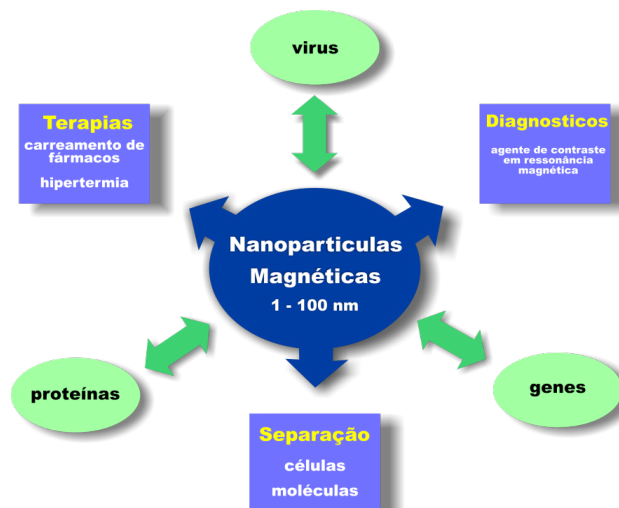 virus
Terapias
carreamento de
fármacos
hipertermia
Diagnosticos
agente de contraste
em ressonância
magnética
Nanoparticulas
Magnéticas
1 - 100 nm
proteínas
genes
Separação
células
moléculas